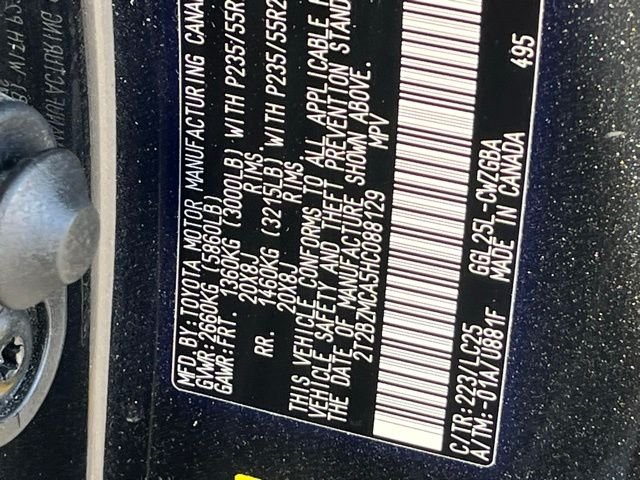 MFD. BY: TOYOTA MOTOR MANUFACTURING CANA
GVWR: 2660KG (5860LB)
GAWR: FRT. 1360KG (3000LB) WITH P235/55R
20X8J RIMS.
RR. 1460KG (3215LB) WITH P235/55R2
20X8J RIMS.
THIS VEHICLE CONFORMS TO ALL APPLICABLE
VEHICLE SAFETY AND THEFT PREVENTION STAND
THE DATE OF MANUFACTURE SHOWN ABOVE.
2T2BZMCA5HC088129 MPV
C/TR: 223/LC25 GGL25L-CWZGBA
A/TM: -01A/U881F MADE IN CANADA
495